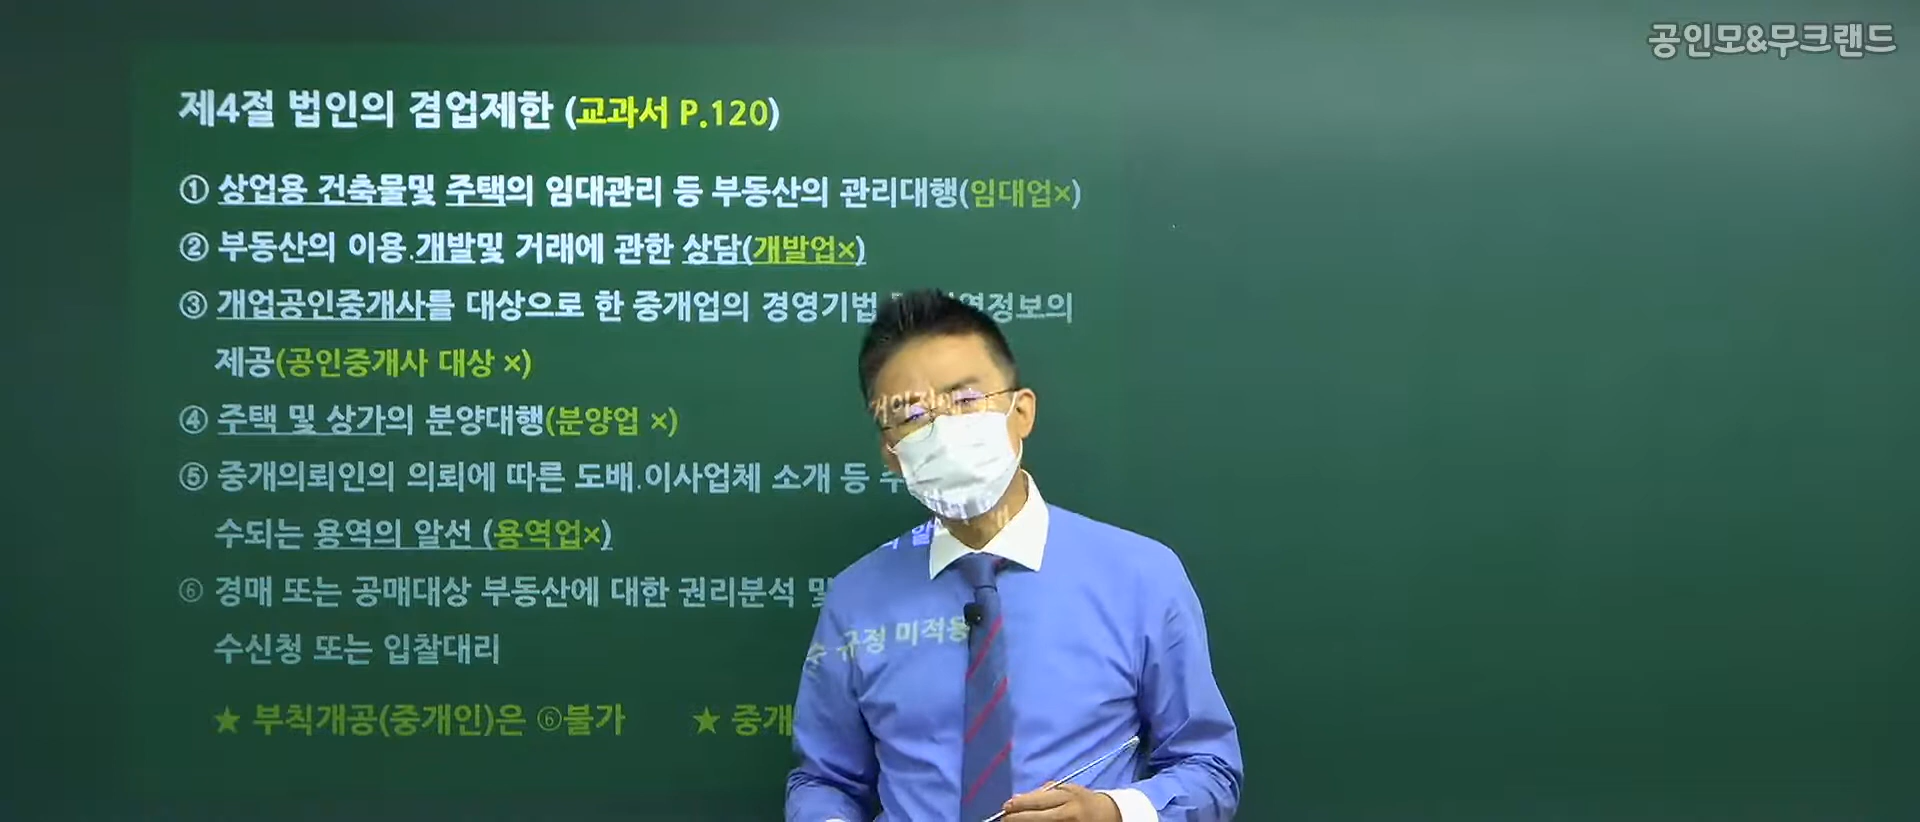 공인모&무크랜드
제4절 법인의 겸업제한 (교과서 P.120)
① 상업용 건축물및 주택의 임대관리 등 부동산의 관리대행(임대업×)
② 부동산의 이용.개발및 거래에 관한 상담(개발업×)
③ 개업공인중개사를 대상으로 한 중개업의 경영기법 정보의
제공(공인중개사 대상 ×)
④ 주택 및 상가의 분양대행(분양업 ×)
⑤ 중개의뢰인의 의뢰에 따른 도배.이사업체 소개 등
수되는 용역의 알선 (용역업×)
⑥ 경매 또는 공매대상 부동산에 대한 권리분석 및
수신청 또는 입찰대리
★ 부칙개공(중개인)은 ⑥불가 ★ 중개 수 규정 미적용